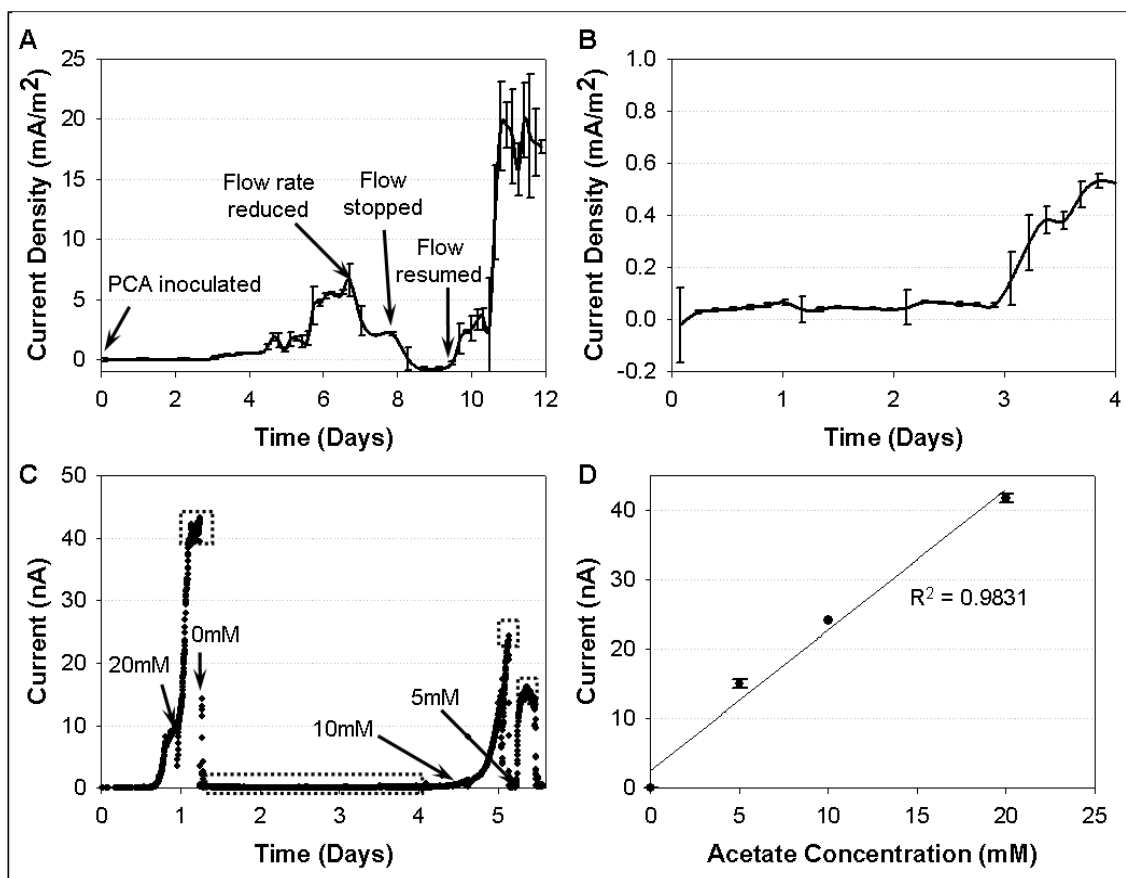 A
Current Density (mA/m²)
25
20
15
10
5
0
PCA inoculated
Flow rate
reduced
Flow
stopped
Flow
resumed
0 2 4 6 8 10 12
Time (Days)
B
Current Density (mA/m²)
1.0
0.8
0.6
0.4
0.2
0.0
-0.2
0 1 2 3 4
Time (Days)
C
Current (nA)
50
40
30
20
10
0
20mM
0mM
10mM
5mM
0 1 2 3 4 5
Time (Days)
D
Current (nA)
40
30
20
10
0
R² = 0.9831
0 5 10 15 20 25
Acetate Concentration (mM)